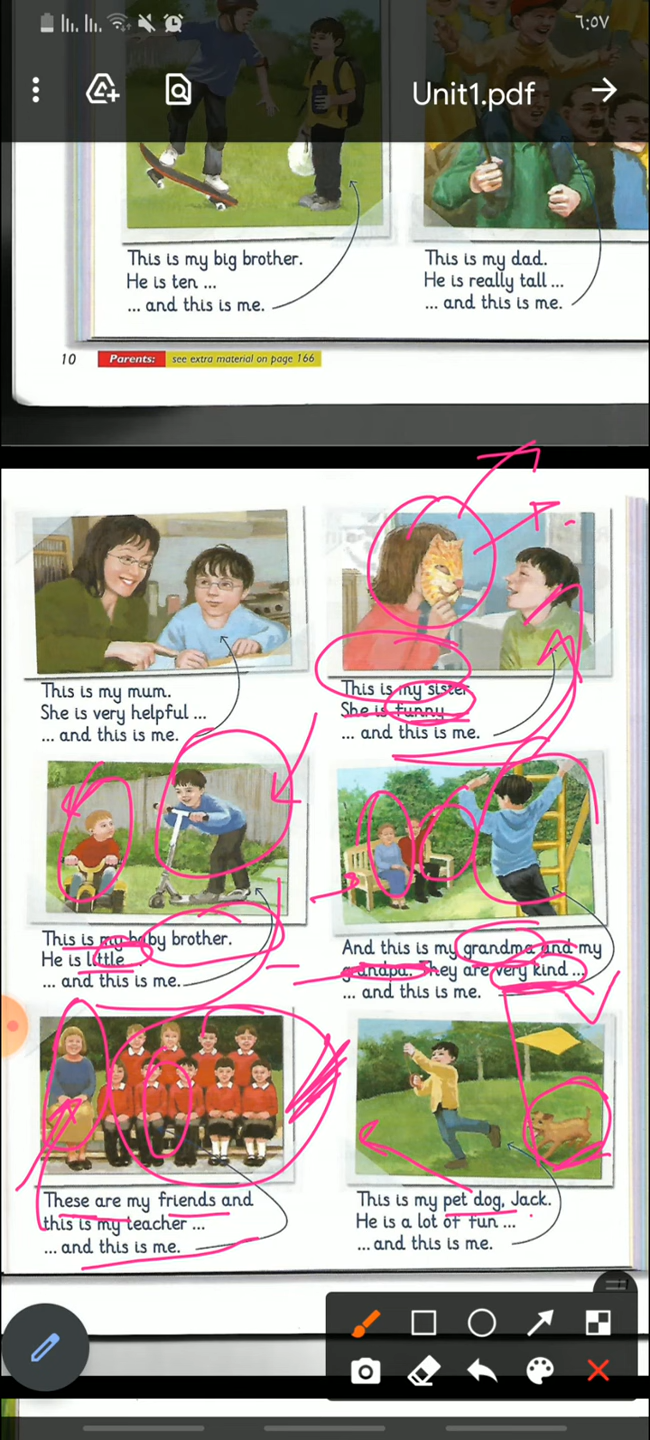 ٦:٥٧
Unit1.pdf
This is my big brother.
He is ten ...
... and this is me.
This is my dad.
He is really tall ...
... and this is me.
10 Parents: see extra material on page 166
This is my mum.
She is very helpful ...
... and this is me.
This is my sister
She is funny
... and this is me.
This is my baby brother.
He is little
... and this is me.
And this is my grandma and my
grandpa. They are very kind ...
... and this is me.
These are my friends and
this is my teacher ...
... and this is me.
This is my pet dog, Jack.
He is a lot of fun ...
... and this is me.